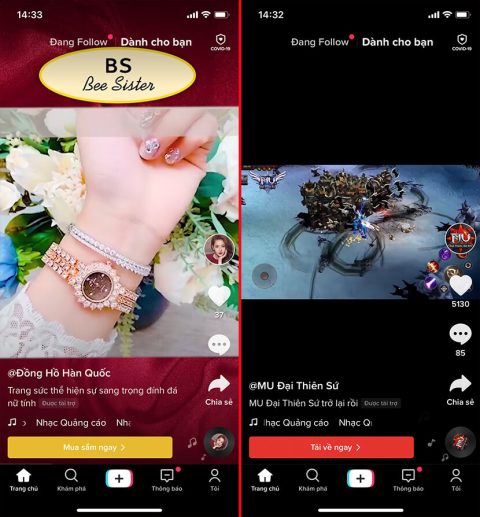 14:33
Đang Follow
Dành cho bạn
COVID-19
BS
Bee Sister
37
@Đồng Hồ Hàn Quốc
Trang sức thể hiện sự sang trọng đính đá
nữ tính
Được tài trợ
Chia sẻ
Nhạc Quảng cáo
Nhạ
Mua sắm ngay >
Trang chủ
Khám phá
Thông báo
Tôi
14:32
Đang Follow
Dành cho bạn
COVID-19
MU
MU
5130
85
@MU Đại Thiên Sứ
MU Đại Thiên Sứ trở lại rồi
Được tài trợ
Chia sẻ
Nhạc Quảng cáo
Nhạc Q
Tải về ngay >
Trang chủ
Khám phá
Thông báo
Tôi